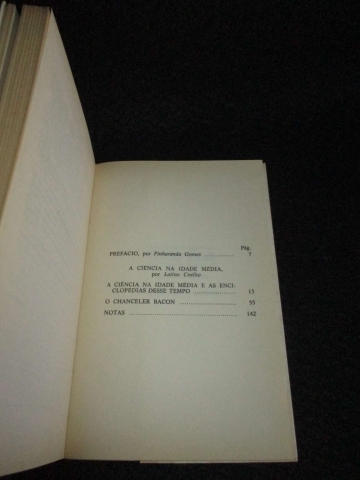 Pág.
PREFÁCIO, por Pinharanda Gomes 7
A CIÊNCIA NA IDADE MÉDIA,
por Latino Coelho
A CIÊNCIA NA IDADE MÉDIA E AS ENCI-
CLOPÉDIAS DESSE TEMPO 13
O CHANCELER BACON 55
NOTAS 142